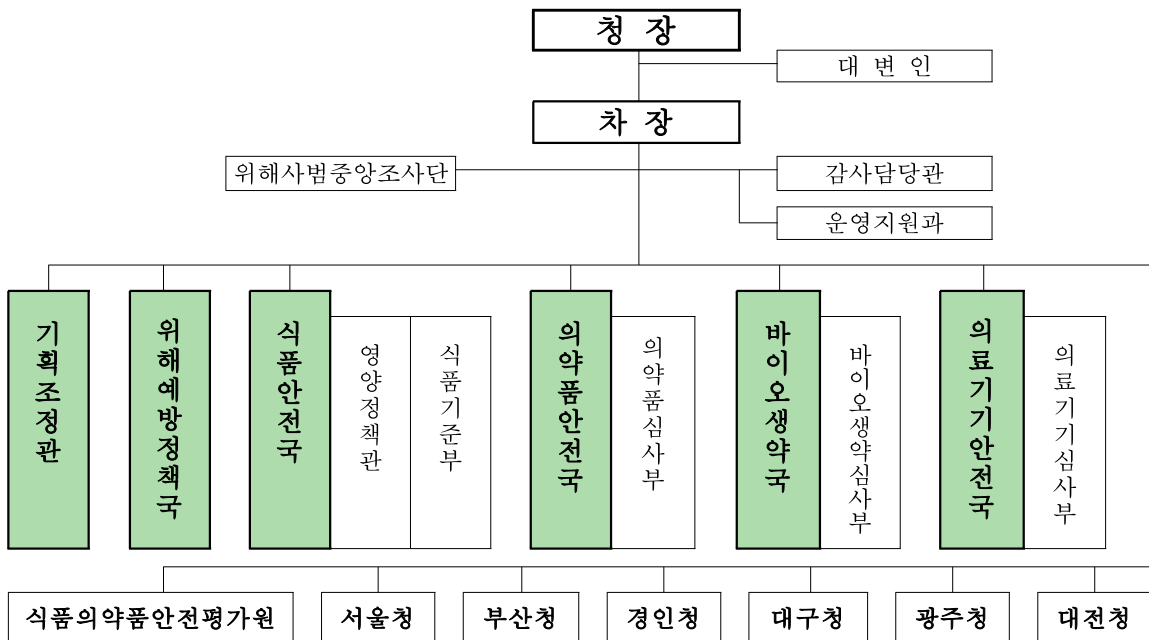 청 장
대 변 인
차 장
위해사범중앙조사단
감사담당관
운영지원과
기획조정관
위해예방정책국
식품안전국
영양정책관
식품기준부
의약품안전국
의약품심사부
바이오생약국
바이오생약심사부
의료기기안전국
의료기기심사부
식품의약품안전평가원
서울청
부산청
경인청
대구청
광주청
대전청